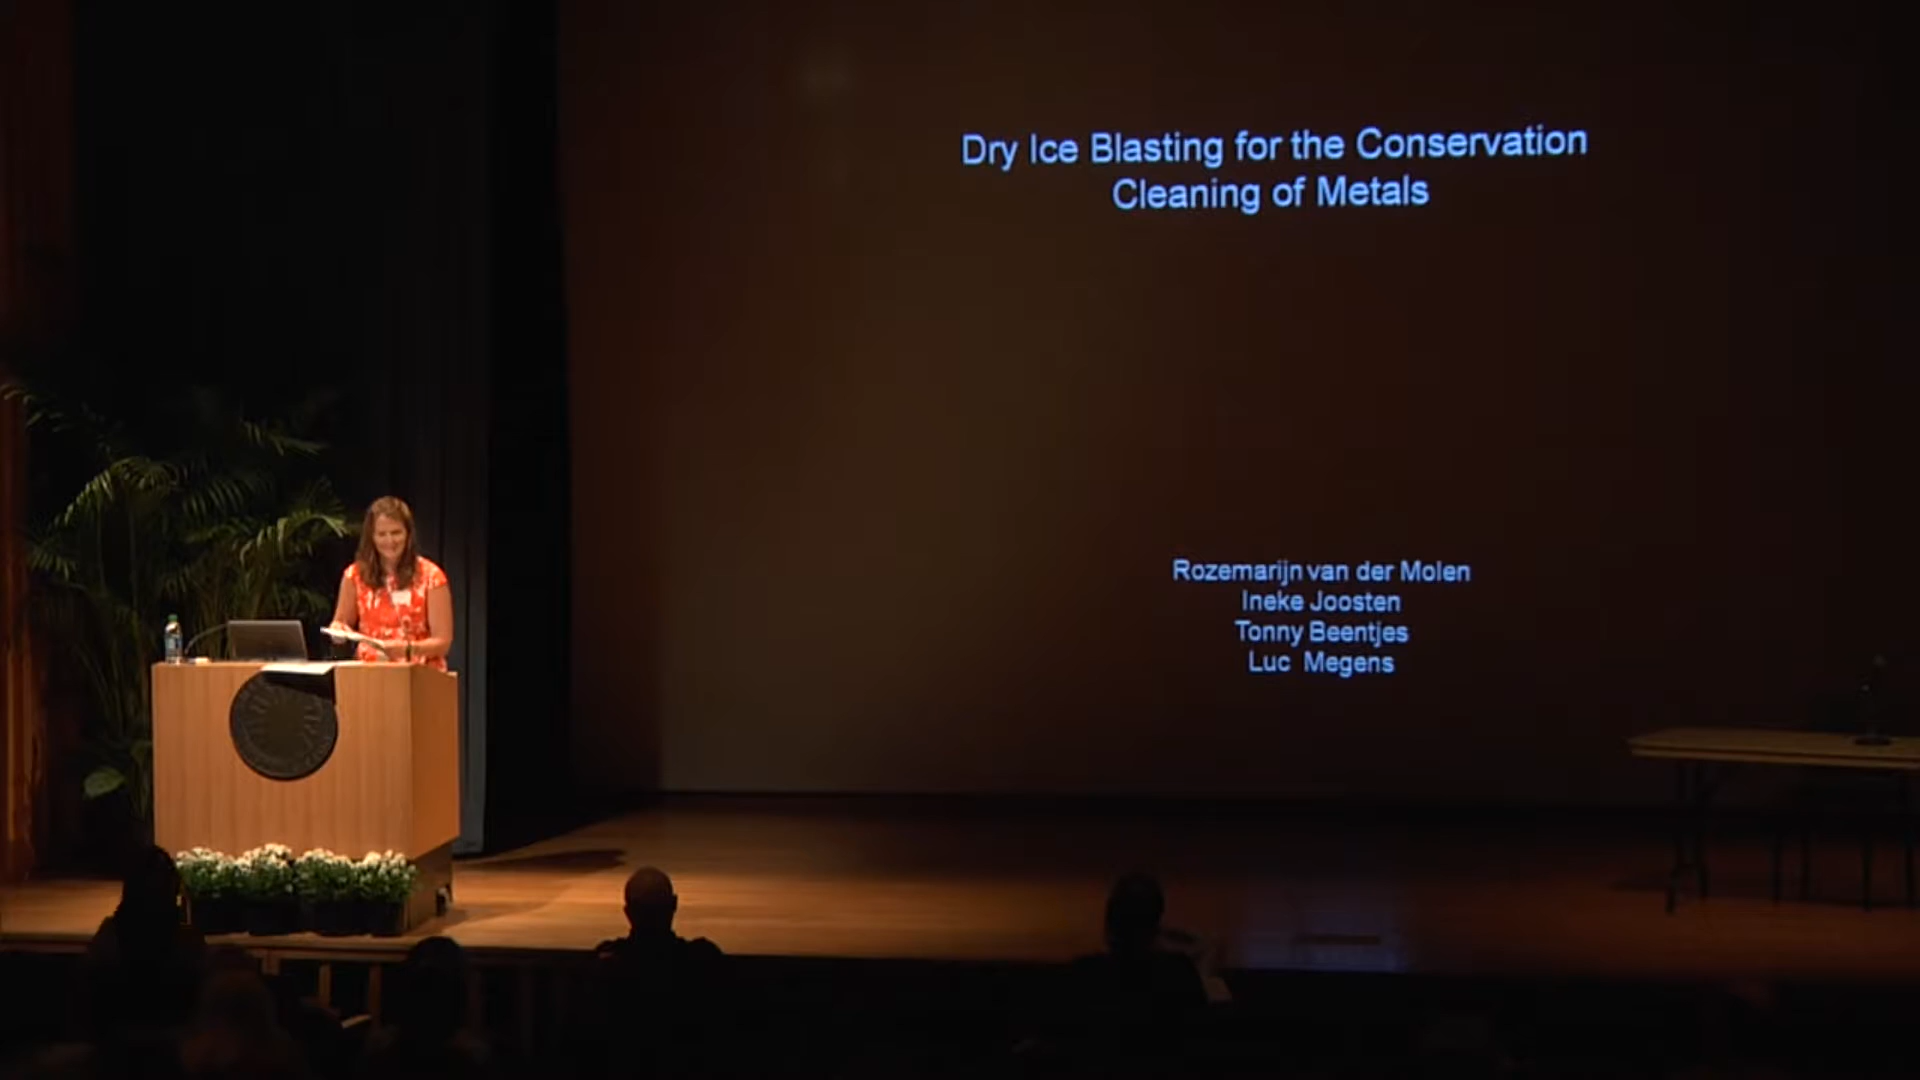 Dry Ice Blasting for the Conservation
Cleaning of Metals
Rozemarijn van der Molen
Ineke Joosten
Tonny Beentjes
Luc Megens